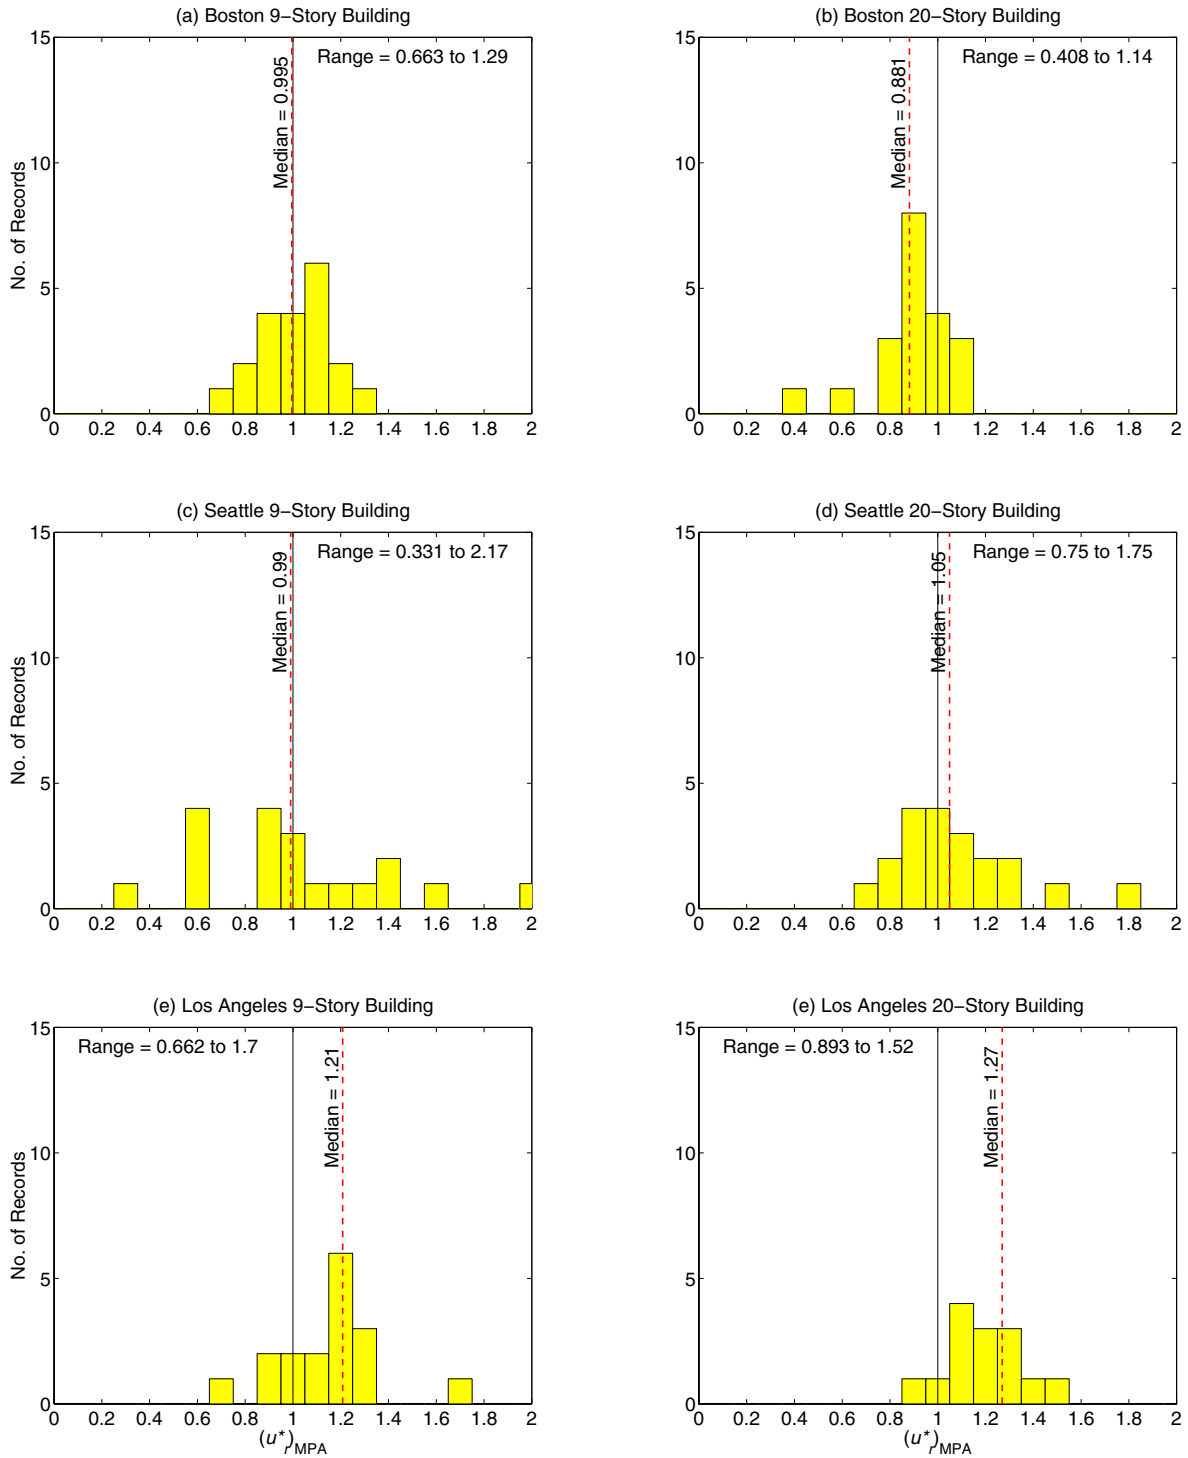 (a) Boston 9−Story Building
15
10
5
0
No. of Records
Median = 0.995
Range = 0.663 to 1.29
0 0.2 0.4 0.6 0.8 1 1.2 1.4 1.6 1.8 2
(b) Boston 20−Story Building
15
10
5
0
Median = 0.881
Range = 0.408 to 1.14
0 0.2 0.4 0.6 0.8 1 1.2 1.4 1.6 1.8 2
(c) Seattle 9−Story Building
15
10
5
0
No. of Records
Median = 0.99
Range = 0.331 to 2.17
0 0.2 0.4 0.6 0.8 1 1.2 1.4 1.6 1.8 2
(d) Seattle 20−Story Building
15
10
5
0
Median = 1.05
Range = 0.75 to 1.75
0 0.2 0.4 0.6 0.8 1 1.2 1.4 1.6 1.8 2
(e) Los Angeles 9−Story Building
15
10
5
0
No. of Records
Range = 0.662 to 1.7
Median = 1.21
0 0.2 0.4 0.6 0.8 1 1.2 1.4 1.6 1.8 2
(u*r)MPA
(e) Los Angeles 20−Story Building
15
10
5
0
Range = 0.893 to 1.52
Median = 1.27
0 0.2 0.4 0.6 0.8 1 1.2 1.4 1.6 1.8 2
(u*r)MPA